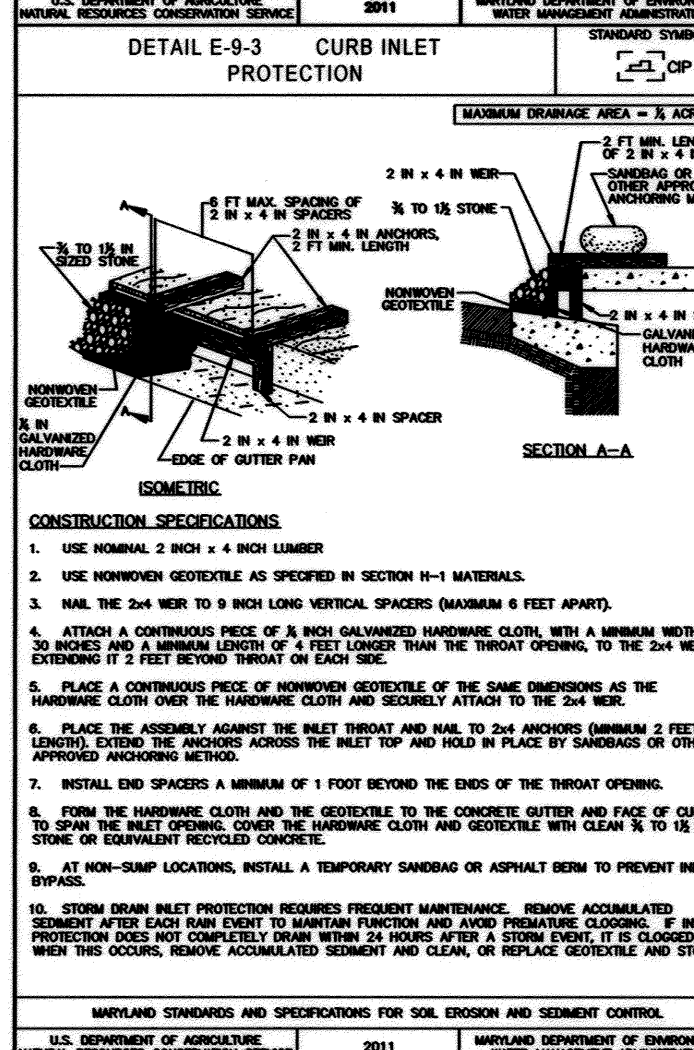 U.S. DEPARTMENT OF AGRICULTURE
NATURAL RESOURCES CONSERVATION SERVICE
2011
MARYLAND DEPARTMENT OF ENVIRON
WATER MANAGEMENT ADMINISTRAT
DETAIL E-9-3 CURB INLET
PROTECTION
STANDARD SYMBO
CIP
MAXIMUM DRAINAGE AREA = ¼ ACR
2 FT MIN. LEN
OF 2 IN x 4 I
2 IN x 4 IN WEIR
SANDBAG OR
OTHER APPRO
ANCHORING M
¾ TO 1½ STONE
A
6 FT MAX. SPACING OF
2 IN x 4 IN SPACERS
2 IN x 4 IN ANCHORS,
2 FT MIN. LENGTH
¾ TO 1½ IN
SIZED STONE
NONWOVEN
GEOTEXTILE
2 IN x 4 IN
GALVANI
HARDWA
CLOTH
NONWOVEN
GEOTEXTILE
A
IN
GALVANIZED
HARDWARE
CLOTH
2 IN x 4 IN SPACER
2 IN x 4 IN WEIR
EDGE OF GUTTER PAN
SECTION A-A
ISOMETRIC
CONSTRUCTION SPECIFICATIONS
1. USE NOMINAL 2 INCH x 4 INCH LUMBER
2. USE NONWOVEN GEOTEXTILE AS SPECIFIED IN SECTION H-1 MATERIALS.
3. NAIL THE 2x4 WEIR TO 9 INCH LONG VERTICAL SPACERS (MAXIMUM 6 FEET APART).
4. ATTACH A CONTINUOUS PIECE OF INCH GALVANIZED HARDWARE CLOTH, WITH A MINIMUM WIDTH
30 INCHES AND A MINIMUM LENGTH OF 4 FEET LONGER THAN THE THROAT OPENING, TO THE 2x4 WE
EXTENDING IT 2 FEET BEYOND THROAT ON EACH SIDE.
5. PLACE A CONTINUOUS PIECE OF NONWOVEN GEOTEXTILE OF THE SAME DIMENSIONS AS THE
HARDWARE CLOTH OVER THE HARDWARE CLOTH AND SECURELY ATTACH TO THE 2x4 WEIR.
6. PLACE THE ASSEMBLY AGAINST THE INLET THROAT AND NAIL TO 2x4 ANCHORS (MINIMUM 2 FEET
LENGTH). EXTEND THE ANCHORS ACROSS THE INLET TOP AND HOLD IN PLACE BY SANDBAGS OR OTH
APPROVED ANCHORING METHOD.
7. INSTALL END SPACERS A MINIMUM OF 1 FOOT BEYOND THE ENDS OF THE THROAT OPENING.
8. FORM THE HARDWARE CLOTH AND THE GEOTEXTILE TO THE CONCRETE GUTTER AND FACE OF CU
TO SPAN THE INLET OPENING. COVER THE HARDWARE CLOTH AND GEOTEXTILE WITH CLEAN ¾ TO 1½
STONE OR EQUIVALENT RECYCLED CONCRETE.
9. AT NON-SUMP LOCATIONS, INSTALL A TEMPORARY SANDBAG OR ASPHALT BERM TO PREVENT IN
BYPASS.
10. STORM DRAIN INLET PROTECTION REQUIRES FREQUENT MAINTENANCE. REMOVE ACCUMULATED
SEDIMENT AFTER EACH RAIN EVENT TO MAINTAIN FUNCTION AND AVOID PREMATURE CLOGGING. IF IN
PROTECTION DOES NOT COMPLETELY DRAIN WITHIN 24 HOURS AFTER A STORM EVENT, IT IS CLOGGED
WHEN THIS OCCURS, REMOVE ACCUMULATED SEDIMENT AND CLEAN, OR REPLACE GEOTEXTILE AND STO
MARYLAND STANDARDS AND SPECIFICATIONS FOR SOIL EROSION AND SEDIMENT CONTROL
U.S. DEPARTMENT OF AGRICULTURE
NATURAL RESOURCES CONSERVATION SERVICE
2011
MARYLAND DEPARTMENT OF ENVIRON